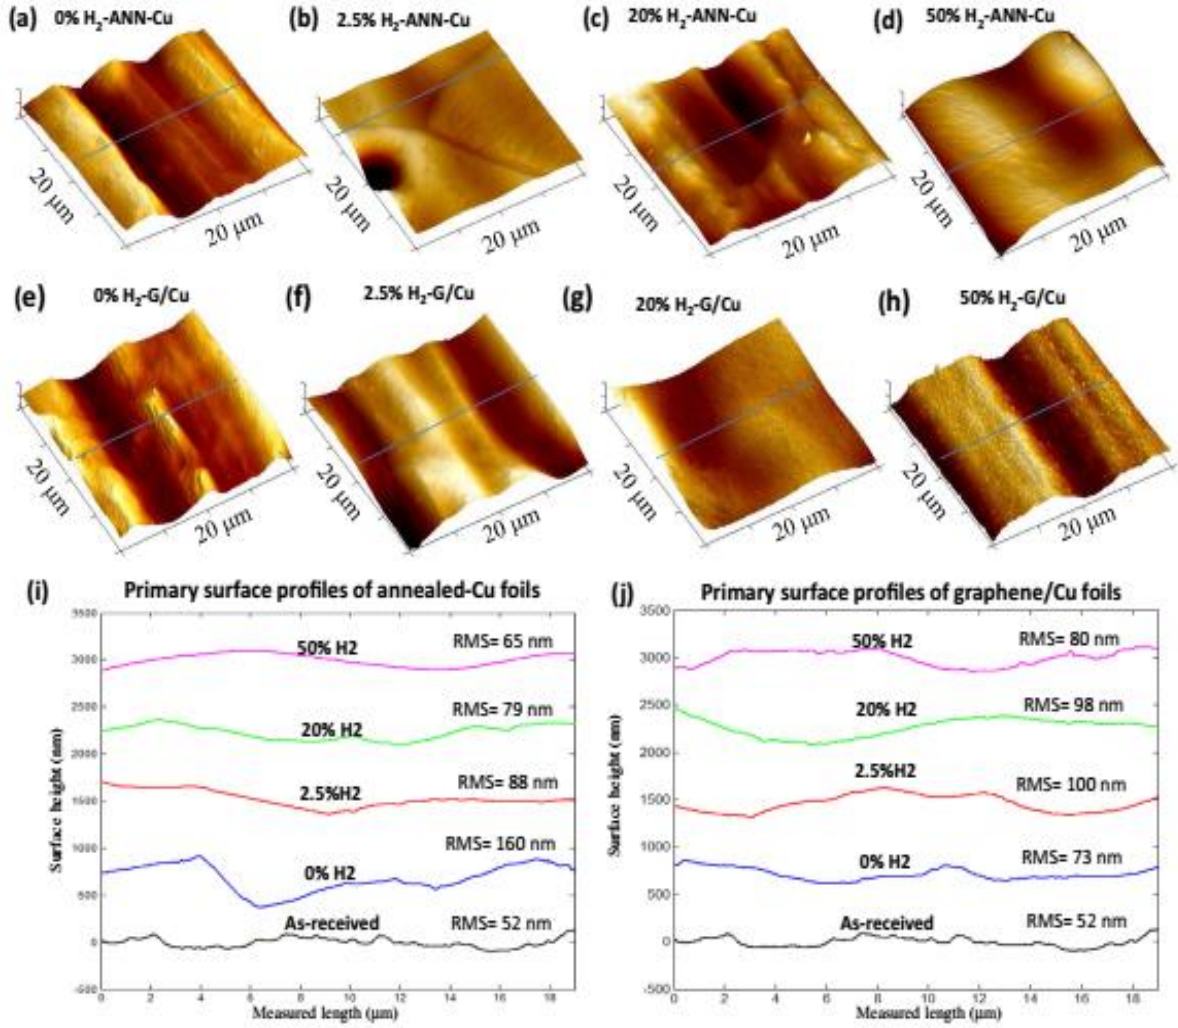 (a) 0% H2-ANN-Cu (b) 2.5% H2-ANN-Cu (c) 20% H2-ANN-Cu (d) 50% H2-ANN-Cu
20 μm 20 μm 20 μm 20 μm 20 μm 20 μm 20 μm 20 μm
(e) 0% H2-G/Cu (f) 2.5% H2-G/Cu (g) 20% H2-G/Cu (h) 50% H2-G/Cu
20 μm 20 μm 20 μm 20 μm 20 μm 20 μm 20 μm 20 μm
(i) Primary surface profiles of annealed-Cu foils
Surface height (nm)
3500
3000
2500
2000
1500
1000
500
0
-500
50% H2 RMS= 65 nm
20% H2 RMS= 79 nm
2.5%H2 RMS= 88 nm
0% H2 RMS= 160 nm
As-received RMS= 52 nm
0 2 4 6 8 10 12 14 16 18
Measured length (μm)
(j) Primary surface profiles of graphene/Cu foils
Surface height (nm)
3500
3000
2500
2000
1500
1000
500
0
-500
50% H2 RMS= 80 nm
20% H2 RMS= 98 nm
2.5%H2 RMS= 100 nm
0% H2 RMS= 73 nm
As-received RMS= 52 nm
0 2 4 6 8 10 12 14 16 18
Measured length (μm)